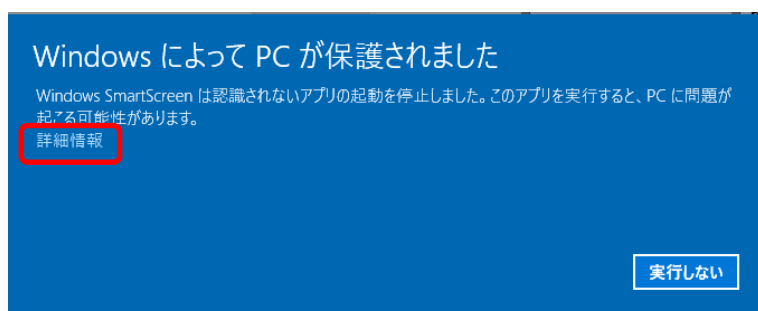 Windows によって PC が保護されました
Windows SmartScreen は認識されないアプリの起動を停止しました。このアプリを実行すると、PC に問題が
起こる可能性があります。
詳細情報
実行しない